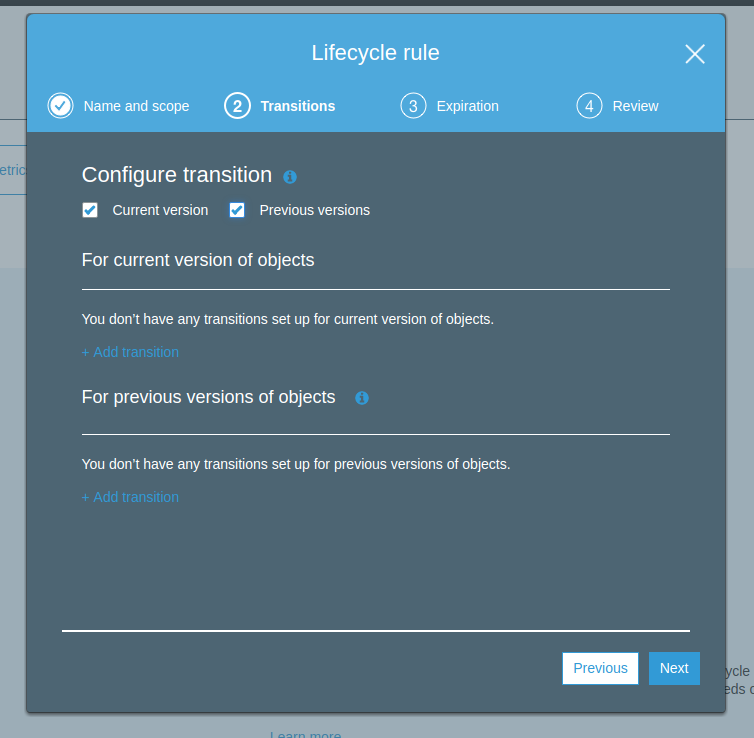 Lifecycle rule
Name and scope
2 Transitions
3 Expiration
4 Review
etric
Configure transition
Current version
Previous versions
For current version of objects
You don’t have any transitions set up for current version of objects.
+ Add transition
For previous versions of objects
You don’t have any transitions set up for previous versions of objects.
+ Add transition
Previous
Next
ycle
eds
Learn more